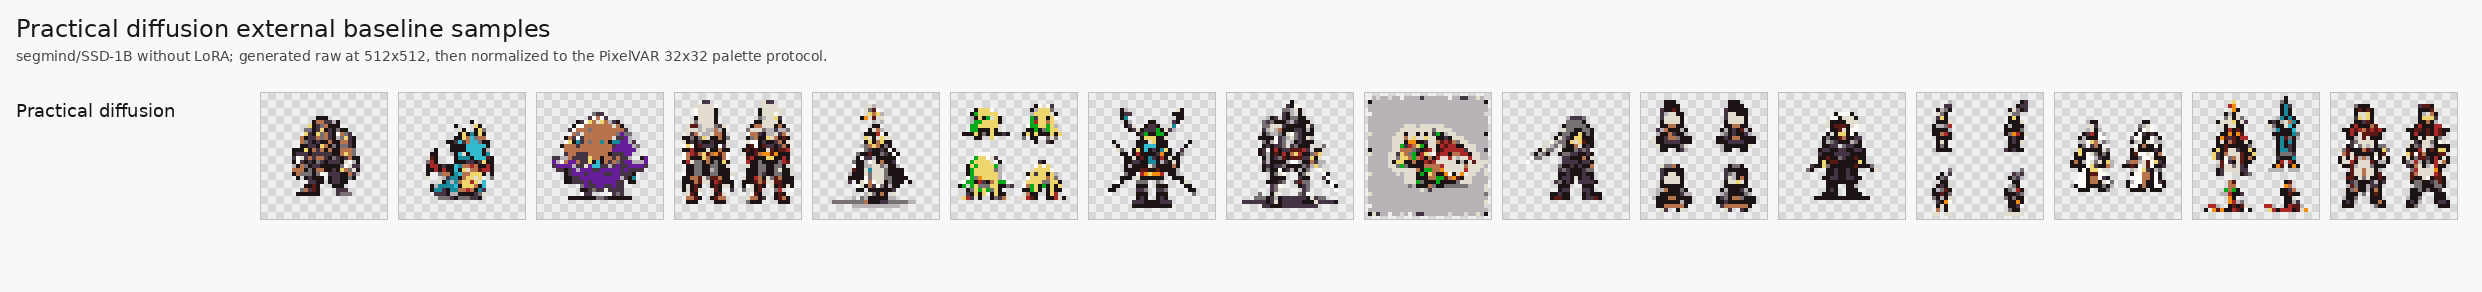 Practical diffusion external baseline samples
segmind/SSD-1B without LoRA; generated raw at 512x512, then normalized to the PixelVAR 32x32 palette protocol.
Practical diffusion